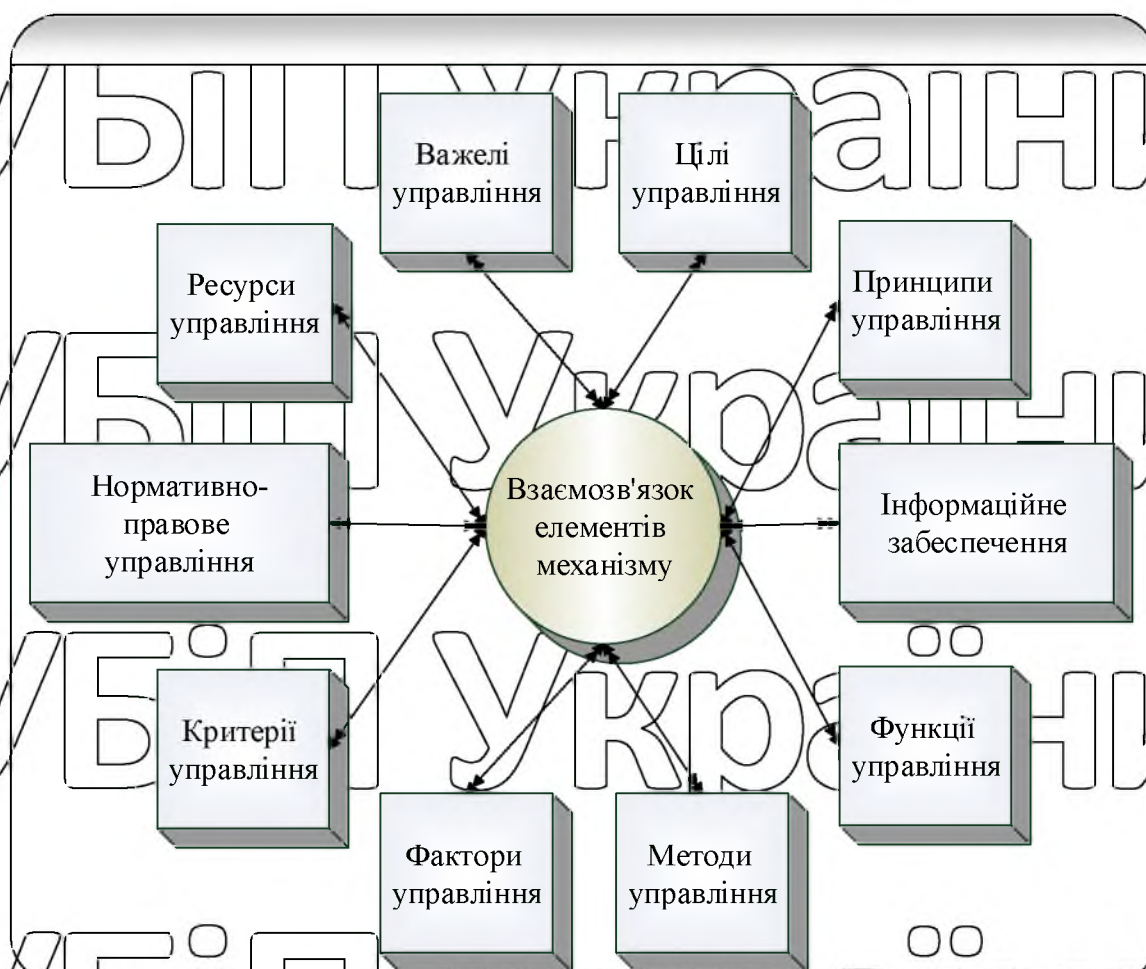 Важелі
управління
Цілі
управління
Ресурси
управління
Принципи
управління
Нормативно-
правове
управління
Взаємозв'язок
елементів
механізму
Інформаційне
забеспечення
Критерії
управління
Функції
управління
Фактори
управління
Методи
управління